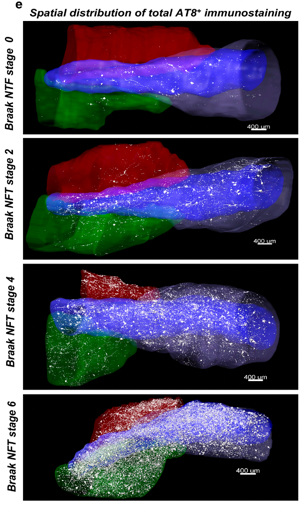 e
Spatial distribution of total AT8⁺ immunostaining
Braak NTF stage 0
400 um
Braak NFT stage 2
400 um
Braak NFT stage 4
400 um
Braak NFT stage 6
400 um